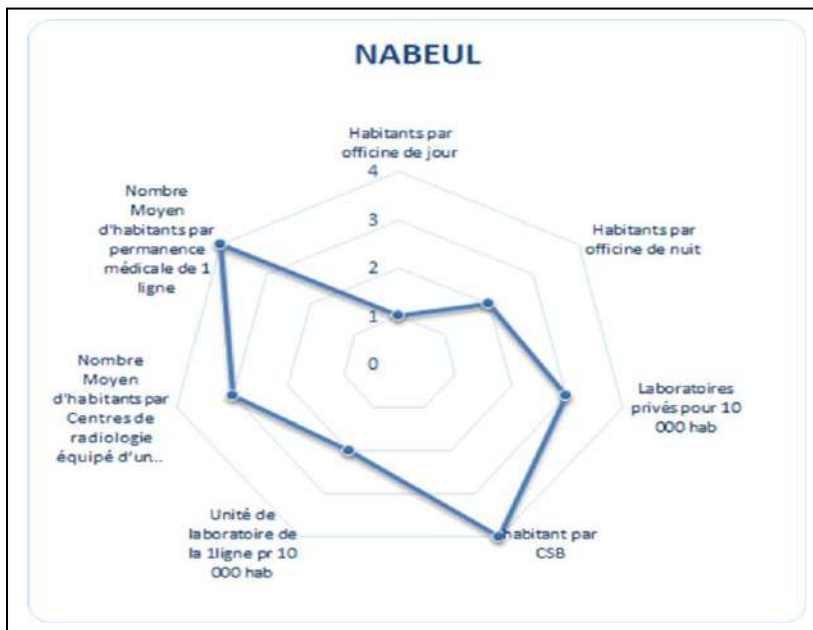 NABEUL
Habitants par
officine de jour
4
3
2
1
0
Habitants par
officine de nuit
Laboratoires
privés pour 10
000 hab
habitant par
CSB
Unité de
laboratoire de
la 1ligne pr 10
000 hab
Nombre
Moyen
d'habitants par
Centres de
radiologie
équipé d'un...
Nombre
Moyen
d'habitants par
permanence
médicale de 1
ligne